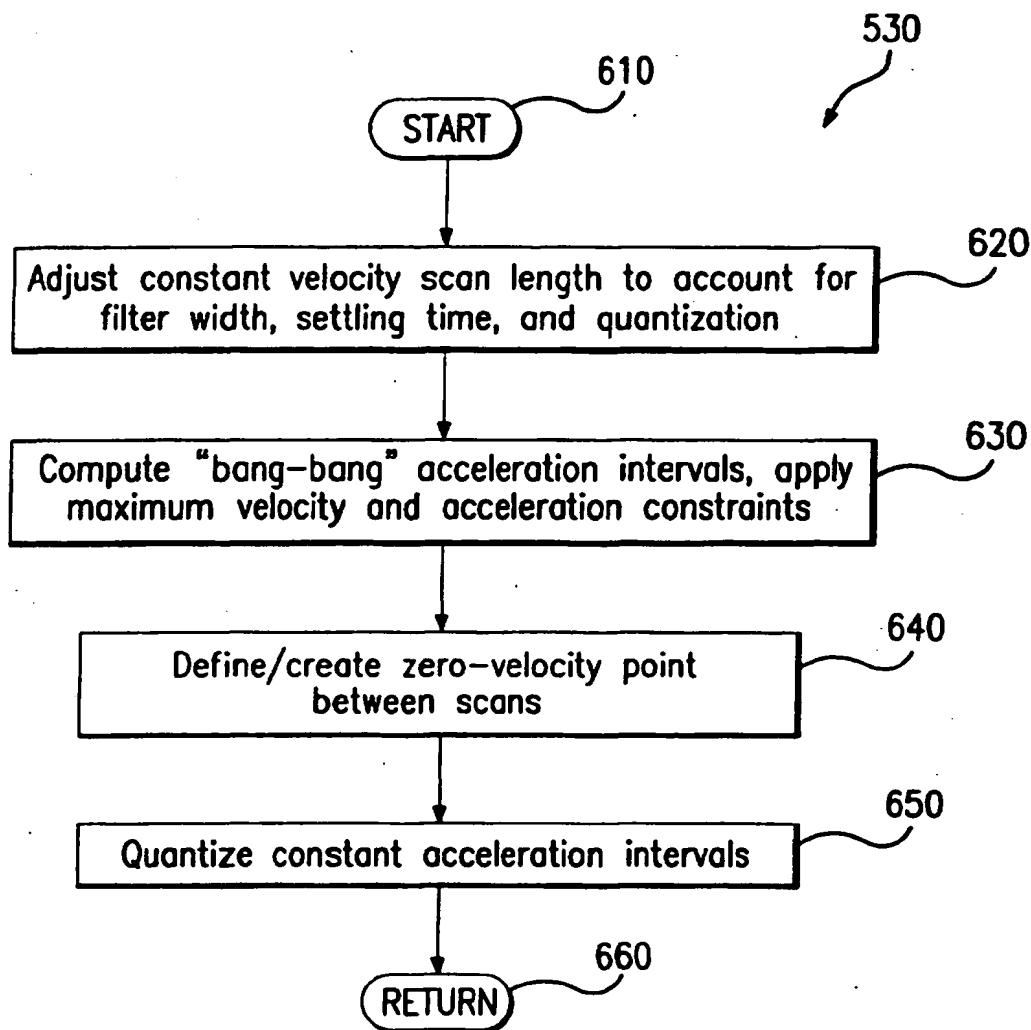 530
610
START
620
Adjust constant velocity scan length to account for
filter width, settling time, and quantization
630
Compute "bang-bang" acceleration intervals, apply
maximum velocity and acceleration constraints
640
Define/create zero-velocity point
between scans
650
Quantize constant acceleration intervals
660
RETURN